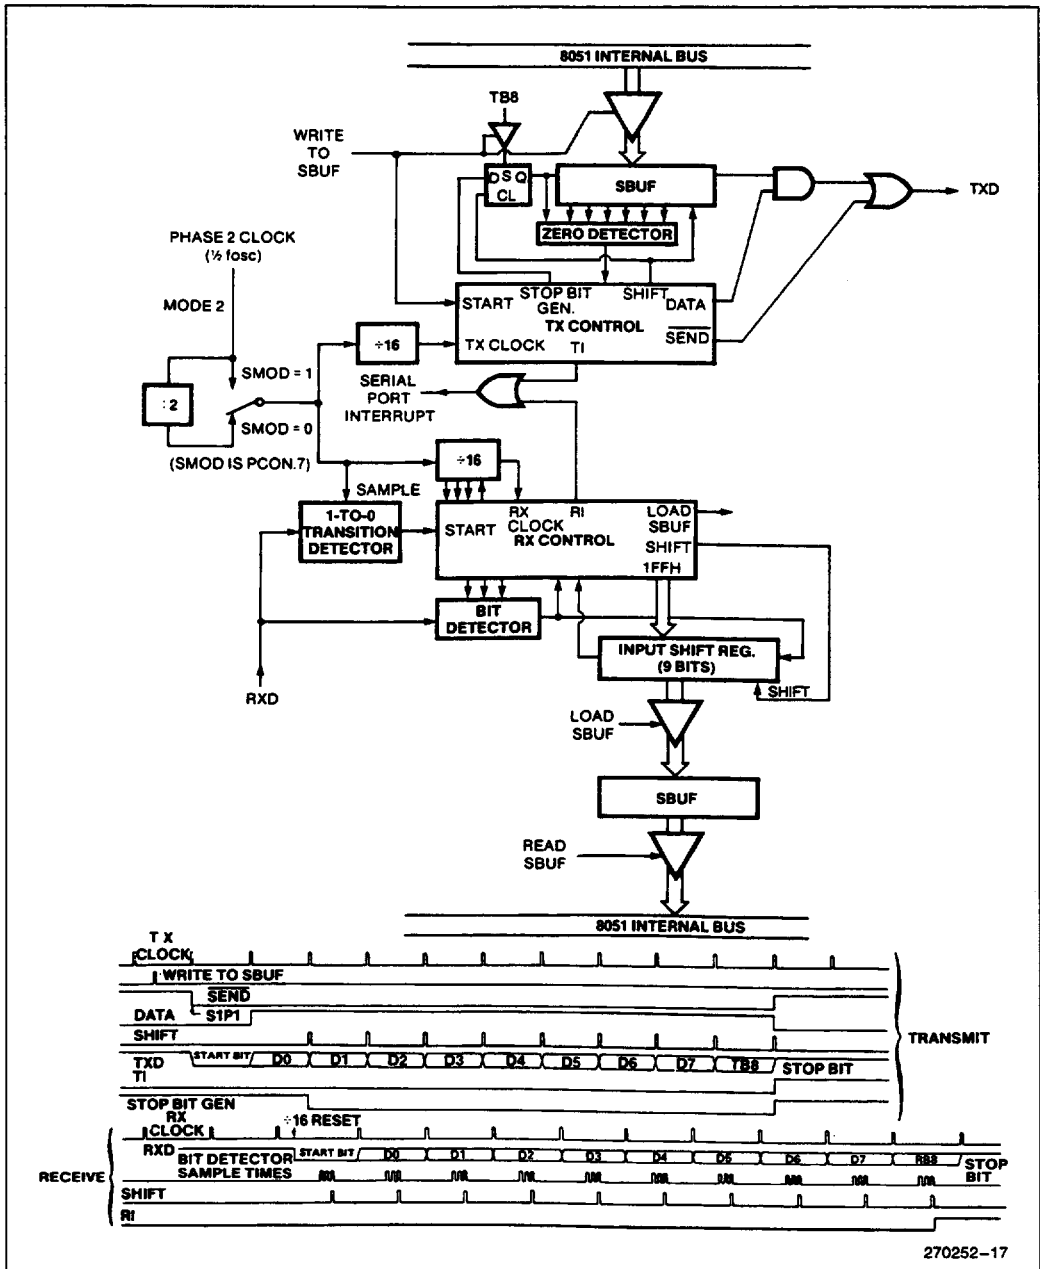 8051 INTERNAL BUS
TB8
WRITE
TO
SBUF
D S Q
CL
SBUF
TXD
ZERO DETECTOR
PHASE 2 CLOCK
(½ fosc)
MODE 2
START
STOP BIT
GEN.
SHIFT
DATA
TX CONTROL
SEND
TX CLOCK
TI
÷16
SMOD = 1
SERIAL
PORT
INTERRUPT
÷2
SMOD = 0
(SMOD IS PCON.7)
÷16
SAMPLE
1-TO-0
TRANSITION
DETECTOR
START
RX
CLOCK
RI
RX CONTROL
LOAD
SBUF
SHIFT
1FFH
BIT
DETECTOR
INPUT SHIFT REG.
(9 BITS)
RXD
SHIFT
LOAD
SBUF
SBUF
READ
SBUF
8051 INTERNAL BUS
TX
CLOCK
WRITE TO SBUF
SEND
DATA S1P1
SHIFT
TRANSMIT
TXD START BIT D0 D1 D2 D3 D4 D5 D6 D7 TB8 STOP BIT
TI
STOP BIT GEN
RX
CLOCK
÷16 RESET
RXD START BIT D0 D1 D2 D3 D4 D5 D6 D7 RB8 STOP
BIT
BIT DETECTOR
SAMPLE TIMES
RECEIVE
SHIFT
RI
270252-17